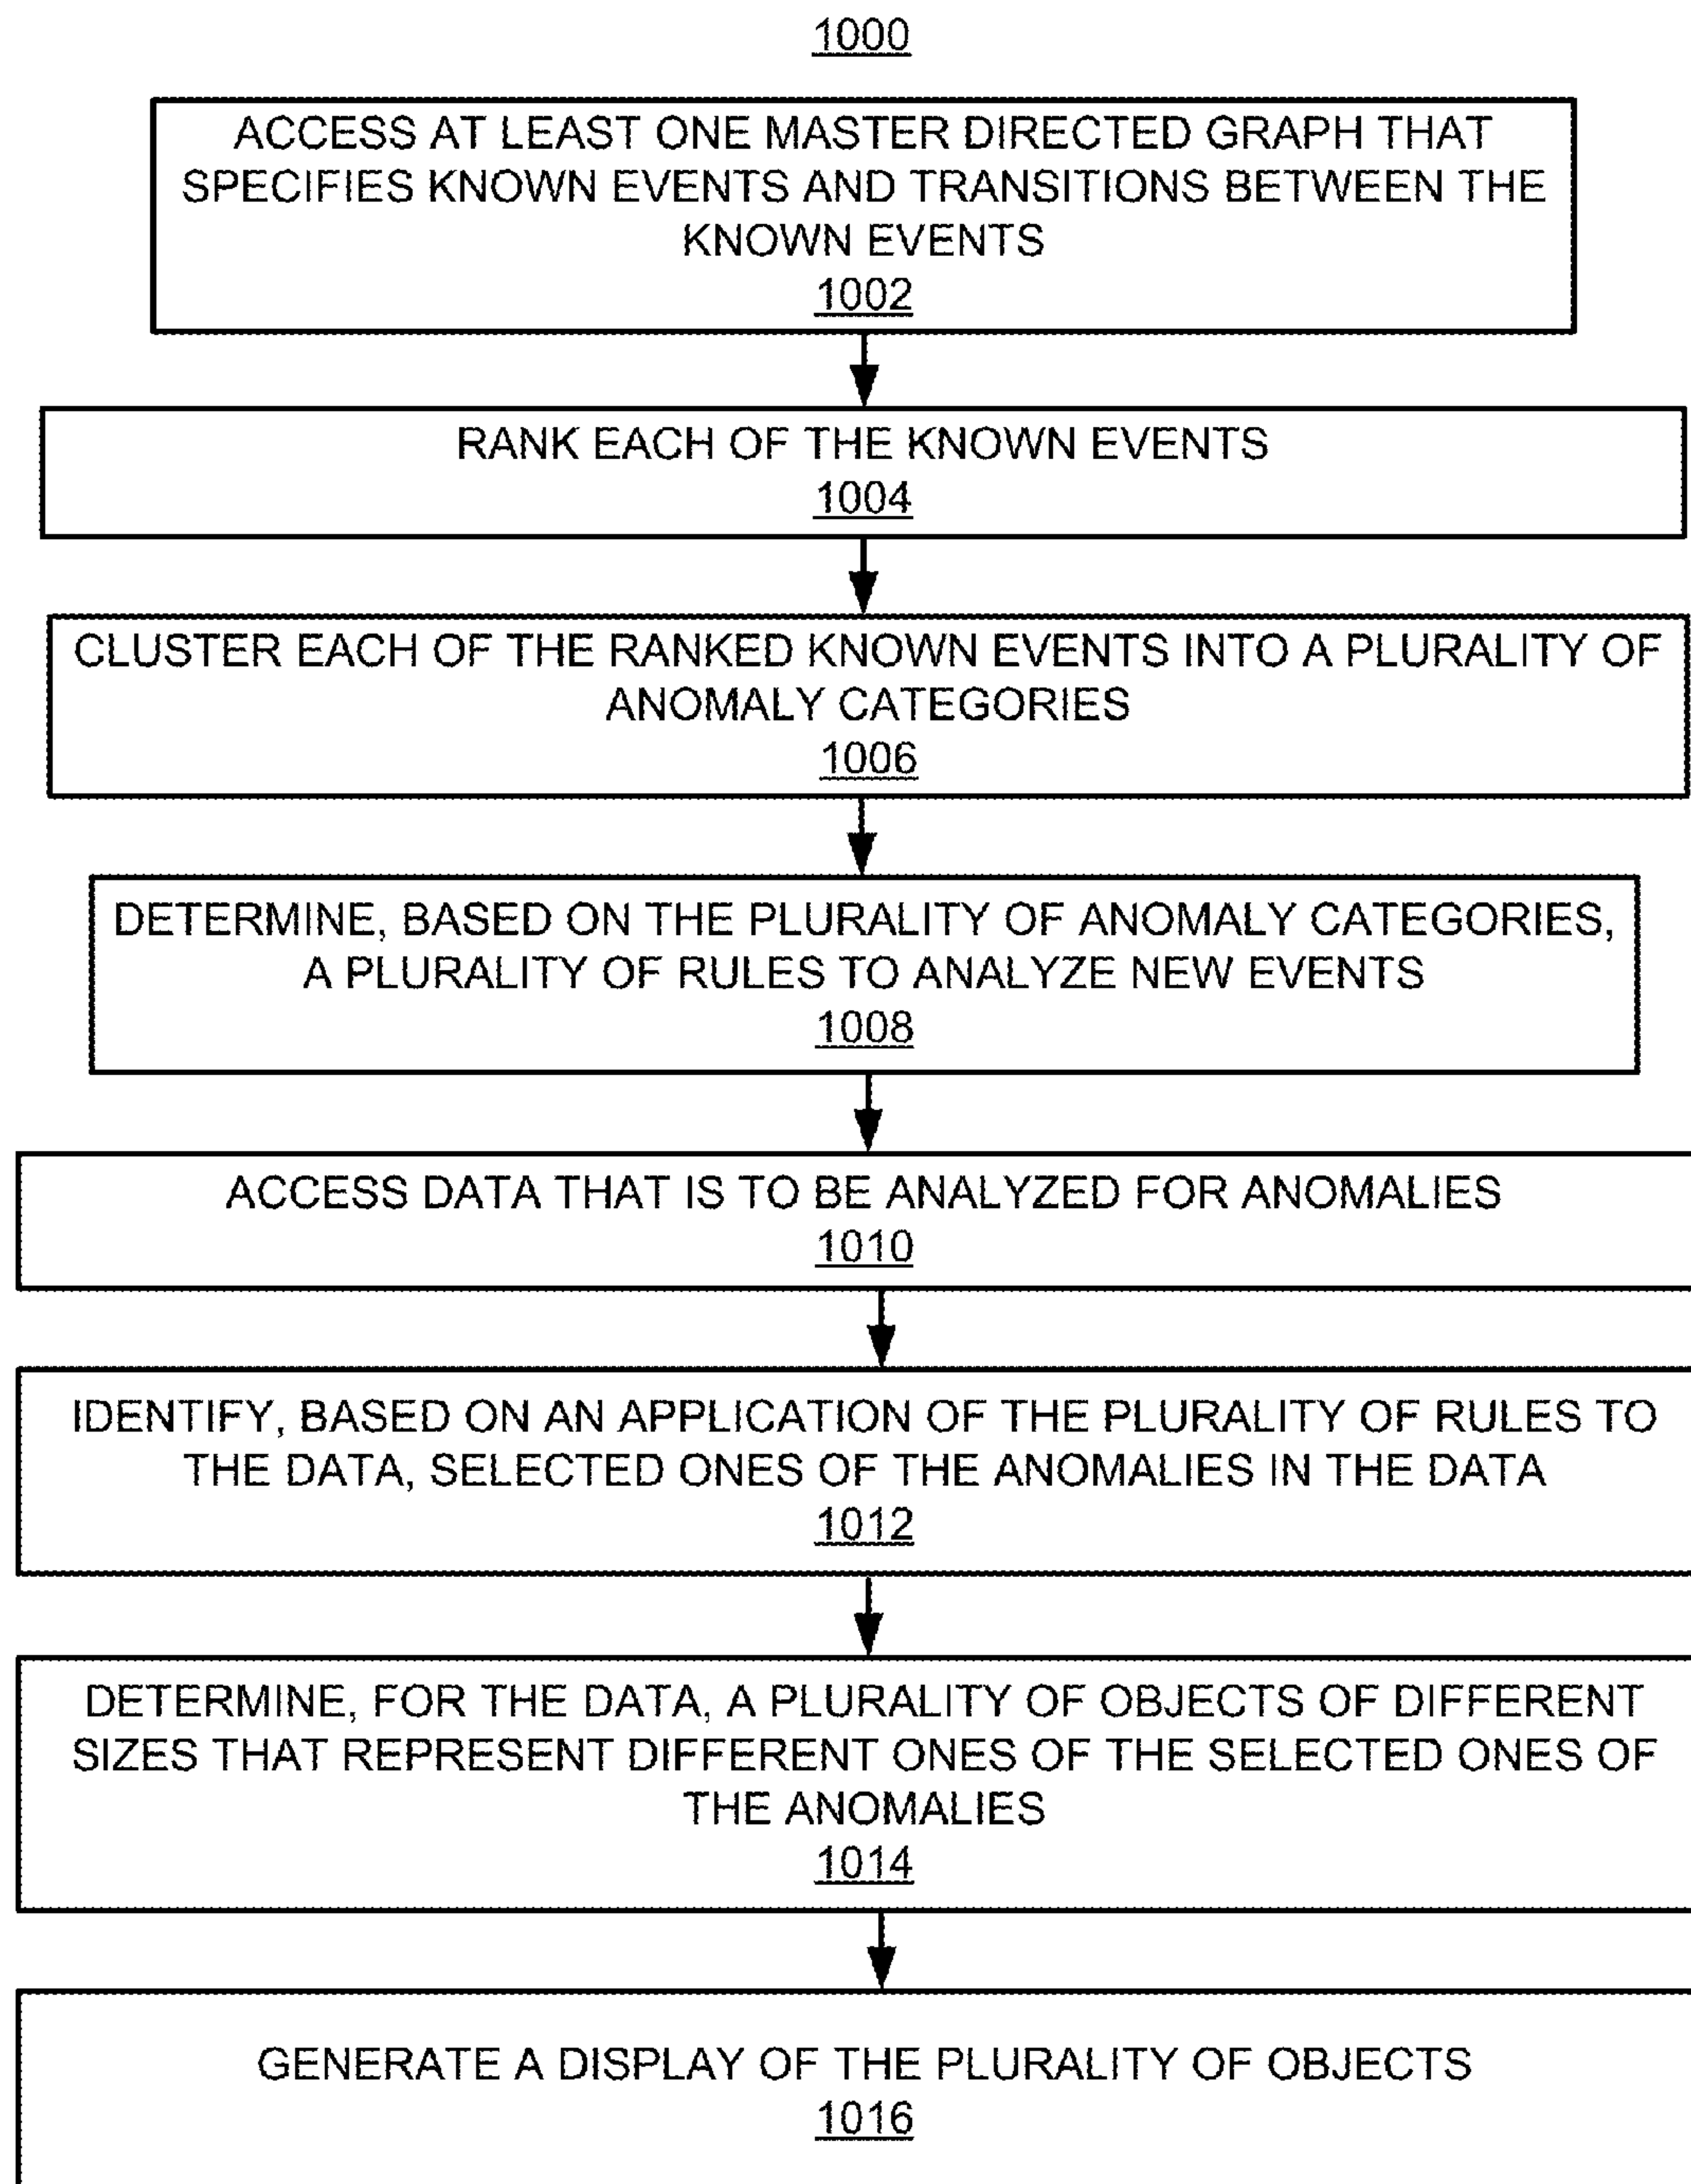 1000
ACCESS AT LEAST ONE MASTER DIRECTED GRAPH THAT
SPECIFIES KNOWN EVENTS AND TRANSITIONS BETWEEN THE
KNOWN EVENTS
1002
RANK EACH OF THE KNOWN EVENTS
1004
CLUSTER EACH OF THE RANKED KNOWN EVENTS INTO A PLURALITY OF
ANOMALY CATEGORIES
1006
DETERMINE, BASED ON THE PLURALITY OF ANOMALY CATEGORIES,
A PLURALITY OF RULES TO ANALYZE NEW EVENTS
1008
ACCESS DATA THAT IS TO BE ANALYZED FOR ANOMALIES
1010
IDENTIFY, BASED ON AN APPLICATION OF THE PLURALITY OF RULES TO
THE DATA, SELECTED ONES OF THE ANOMALIES IN THE DATA
1012
DETERMINE, FOR THE DATA, A PLURALITY OF OBJECTS OF DIFFERENT
SIZES THAT REPRESENT DIFFERENT ONES OF THE SELECTED ONES OF
THE ANOMALIES
1014
GENERATE A DISPLAY OF THE PLURALITY OF OBJECTS
1016